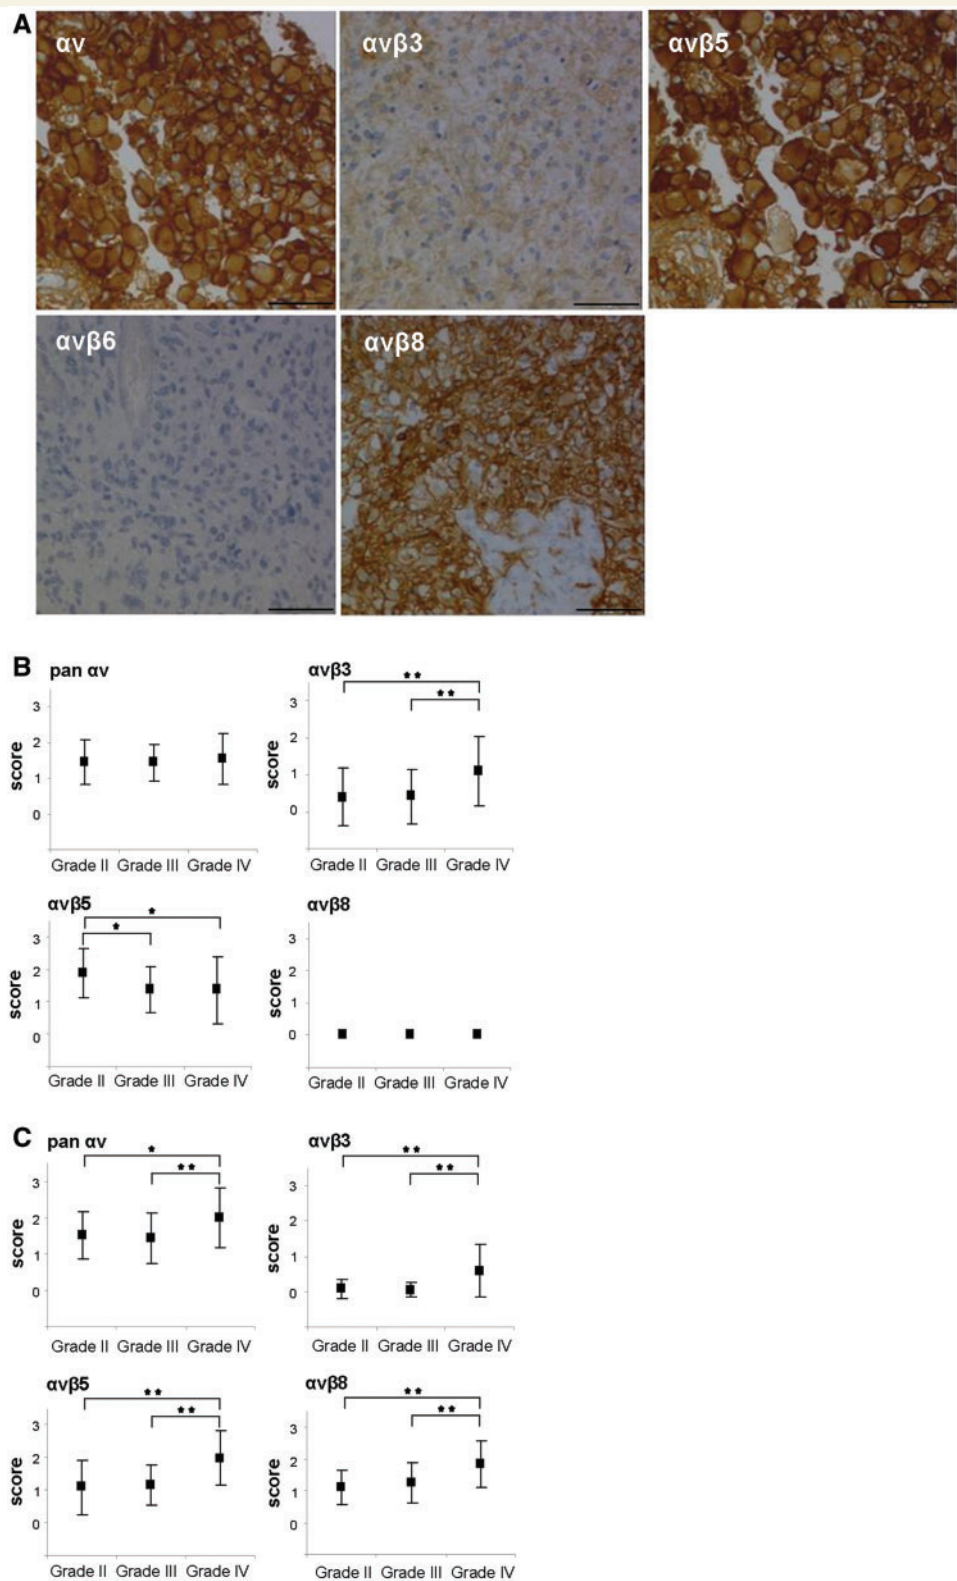 A
αv
αvβ3
αvβ5
αvβ6
αvβ8
B
pan αv
score
3
2
1
0
Grade II Grade III Grade IV
αvβ3
** 
**
score
3
2
1
0
Grade II Grade III Grade IV
αvβ5
*
*
score
3
2
1
0
Grade II Grade III Grade IV
αvβ8
score
3
2
1
0
Grade II Grade III Grade IV
C
pan αv
*
**
score
3
2
1
0
Grade II Grade III Grade IV
αvβ3
**
**
score
3
2
1
0
Grade II Grade III Grade IV
αvβ5
**
**
score
3
2
1
0
Grade II Grade III Grade IV
αvβ8
**
**
score
3
2
1
0
Grade II Grade III Grade IV